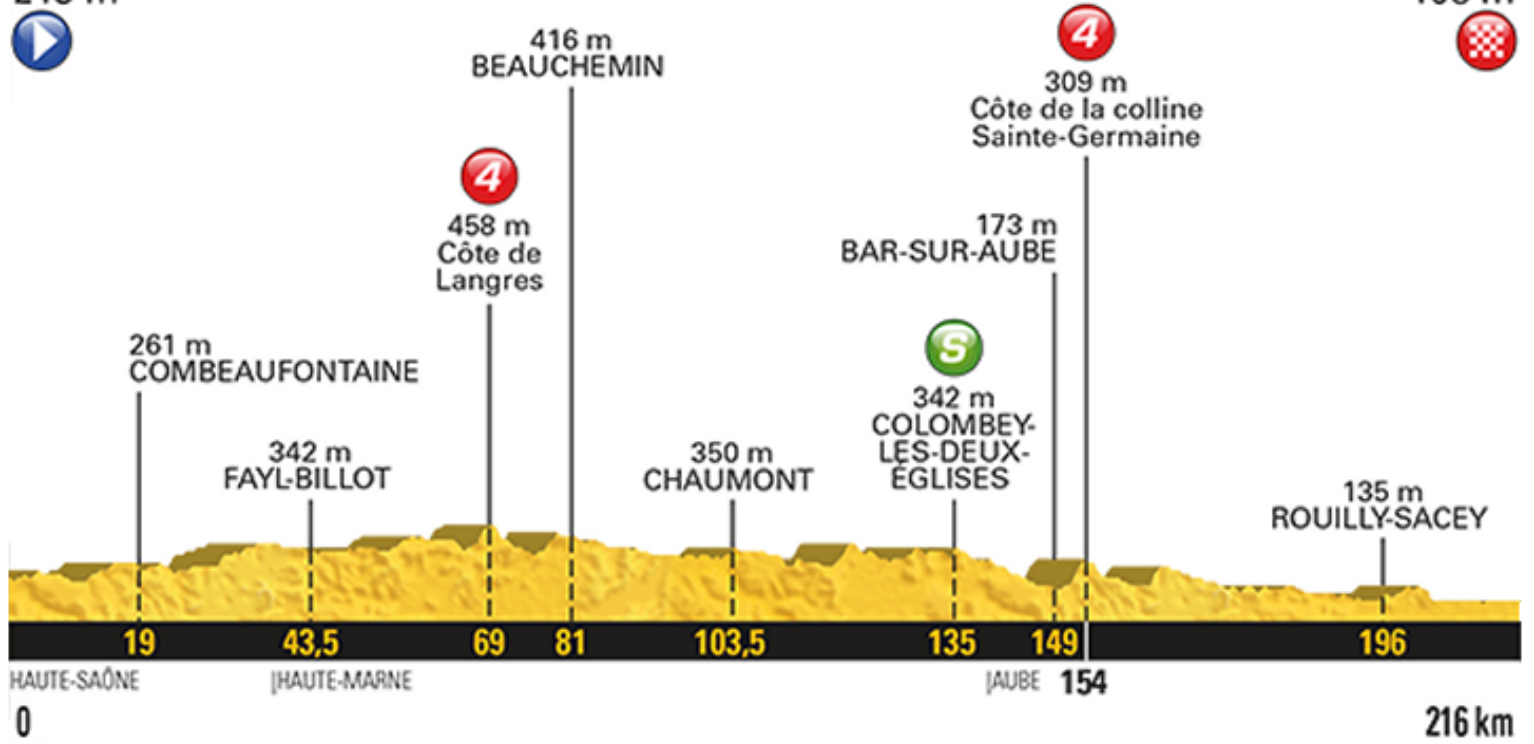 416 m
BEAUCHEMIN
4
309 m
Côte de la colline
Sainte-Germaine
4
458 m
Côte de
Langres
173 m
BAR-SUR-AUBE
261 m
COMBEAUFONTAINE
S
342 m
COLOMBEY-
LES-DEUX-
ÉGLISES
342 m
FAYL-BILLOT
350 m
CHAUMONT
135 m
ROUILLY-SACEY
19 43,5 69 81 103,5 135 149 196
HAUTE-SAÔNE |HAUTE-MARNE |AUBE 154
0 216 km